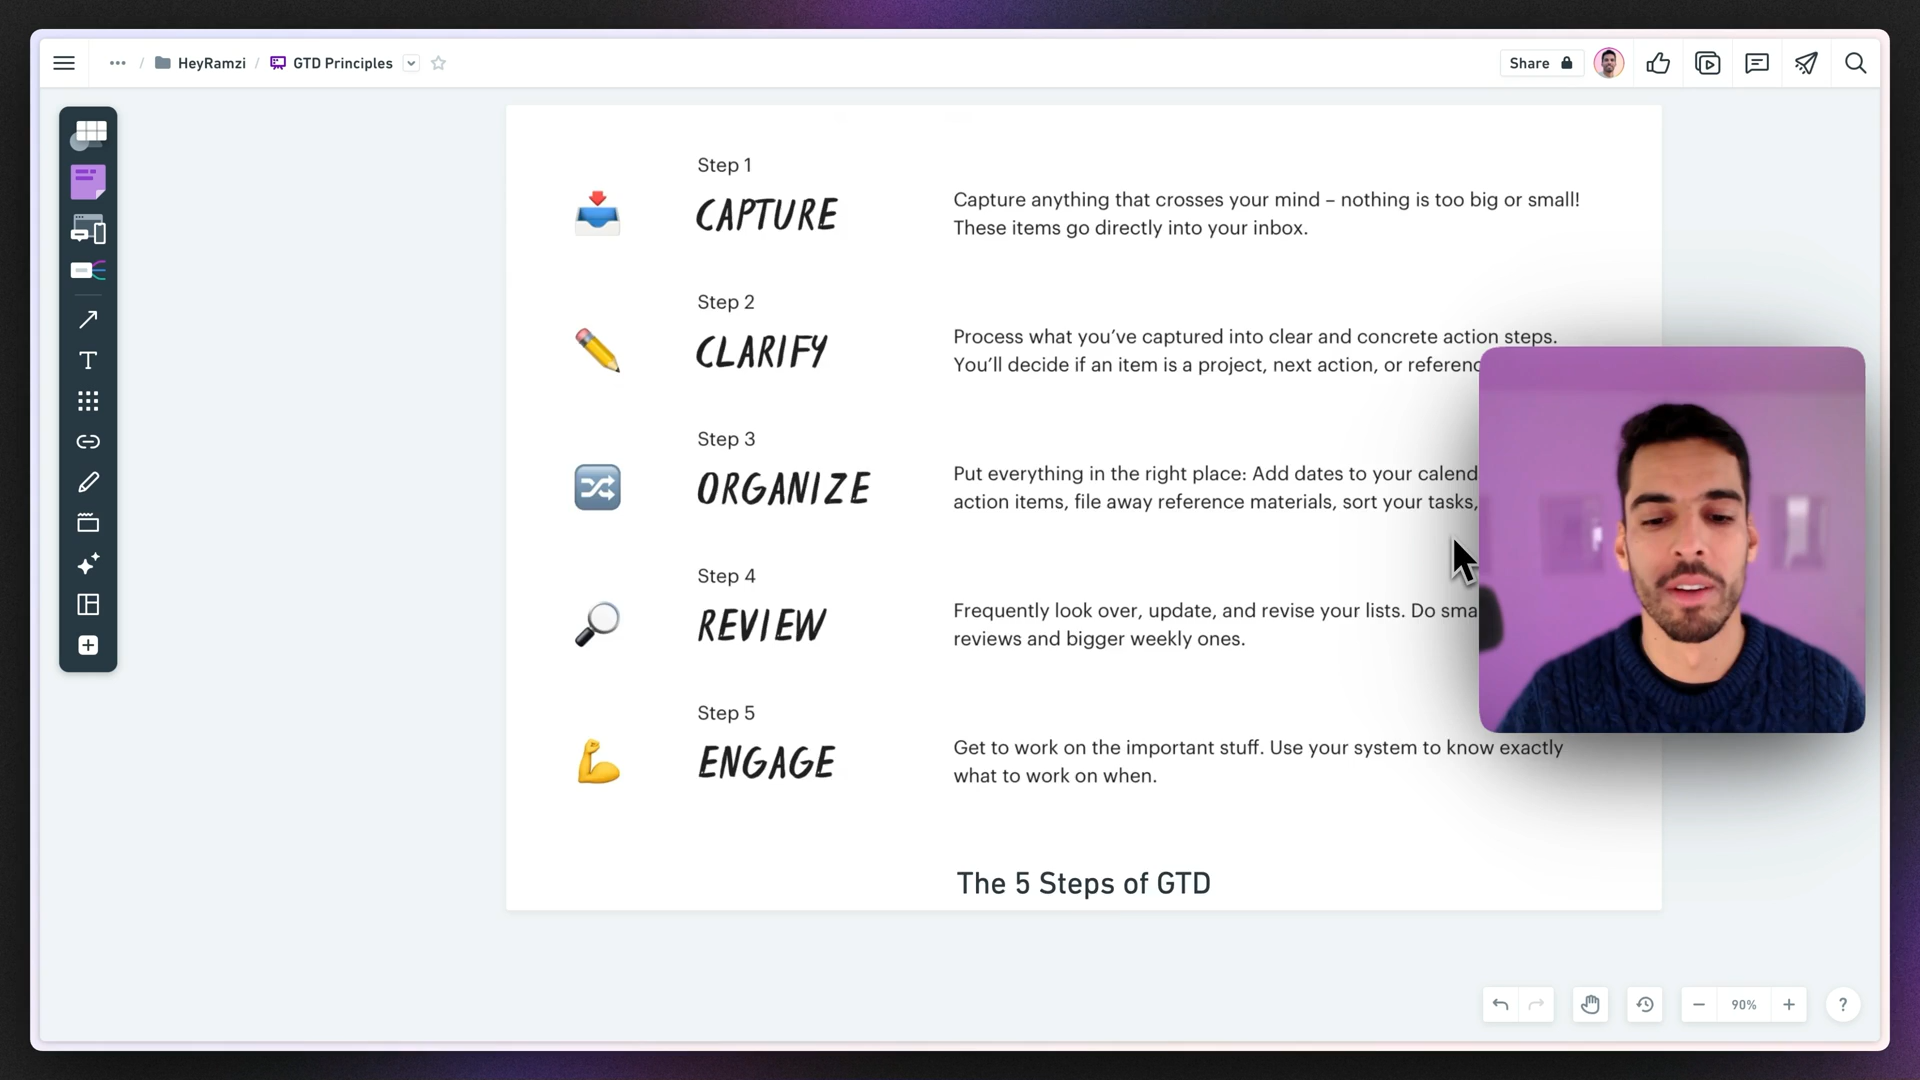 HeyRamzi / GTD Principles
Share
Step 1
CAPTURE
Capture anything that crosses your mind – nothing is too big or small!
These items go directly into your inbox.
Step 2
CLARIFY
Process what you’ve captured into clear and concrete action steps.
You’ll decide if an item is a project, next action, or
Step 3
ORGANIZE
Put everything in the right place: Add dates to your
action items, file away reference materials, sort your tasks,
Step 4
REVIEW
Frequently look over, update, and revise your lists. Do
reviews and bigger weekly ones.
Step 5
ENGAGE
Get to work on the important stuff. Use your system to know exactly
what to work on when.
The 5 Steps of GTD
90%
?